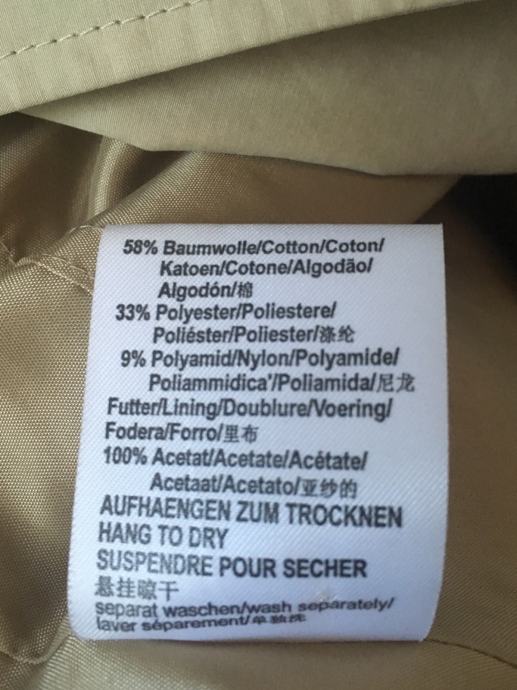 58% Baumwolle/Cotton/Coton/
Katoen/Cotone/Algodão/
Algodón/棉
33% Polyester/Poliestere/
Poliéster/Poliester/涤纶
9% Polyamid/Nylon/Polyamide/
Poliammidica'/Poliamida/尼龙
Futter/Lining/Doublure/Voering/
Fodera/Forro/里布
100% Acetat/Acetate/Acétate/
Acetaat/Acetato/亚纱的
AUFHAENGEN ZUM TROCKNEN
HANG TO DRY
SUSPENDRE POUR SECHER
悬挂晾干
separat waschen/wash separately/
laver séparement/单独洗